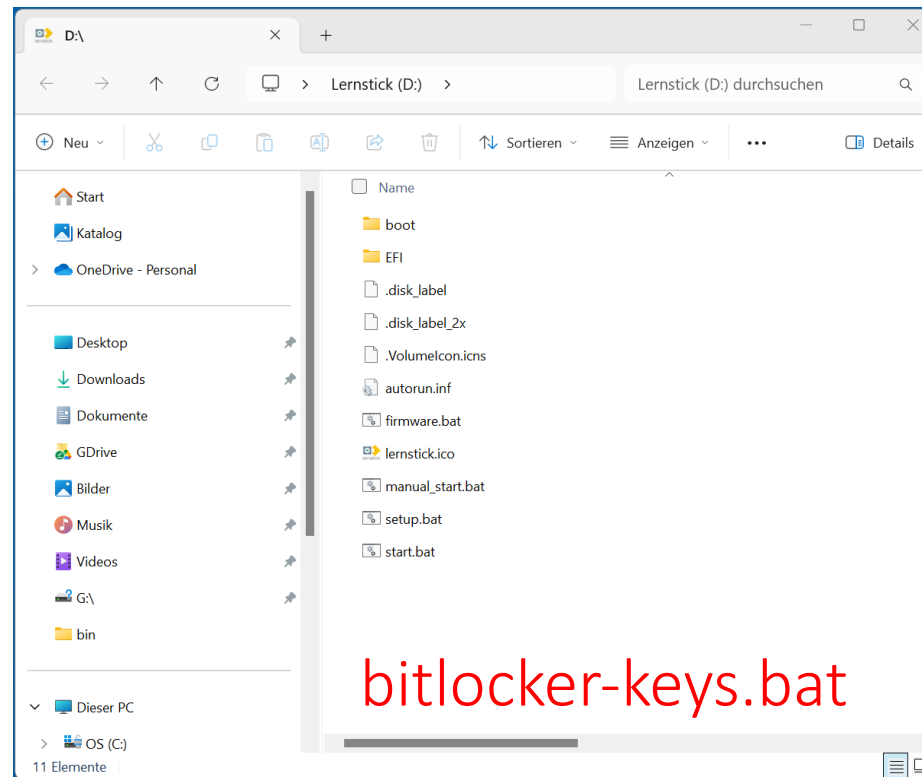 D:\
Lernstick (D:)
Lernstick (D:) durchsuchen
Neu
Sortieren
Anzeigen
Details
Start
Katalog
OneDrive - Personal
Desktop
Downloads
Dokumente
GDrive
Bilder
Musik
Videos
G:\
bin
Dieser PC
OS (C:)
Name
boot
EFI
.disk_label
.disk_label_2x
.VolumeIcon.icns
autorun.inf
firmware.bat
lernstick.ico
manual_start.bat
setup.bat
start.bat
bitlocker-keys.bat
11 Elemente